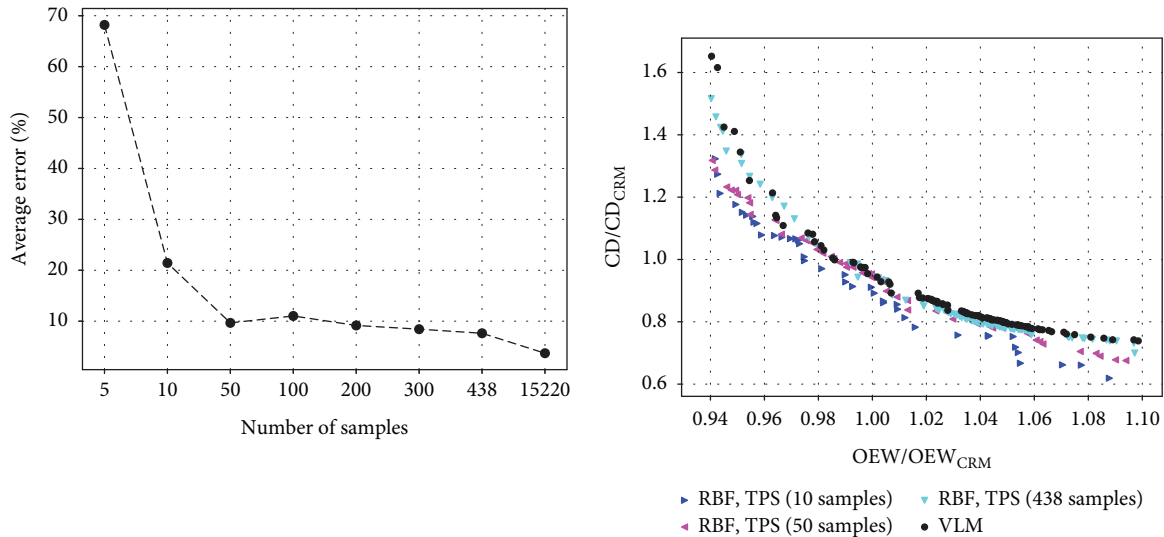 70
60
50
40
30
20
10
Average error (%)
5 10 50 100 200 300 438 15220
Number of samples
1.6
1.4
1.2
1.0
0.8
0.6
CD/CD_CRM
0.94 0.96 0.98 1.00 1.02 1.04 1.06 1.08 1.10
OEW/OEW_CRM
RBF, TPS (10 samples) RBF, TPS (438 samples)
RBF, TPS (50 samples) VLM